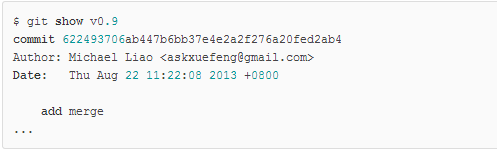 $ git show v0.9
commit 622493706ab447b6bb37e4e2a2f276a20fed2ab4
Author: Michael Liao <askxuefeng@gmail.com>
Date:   Thu Aug 22 11:22:08 2013 +0800

    add merge
...